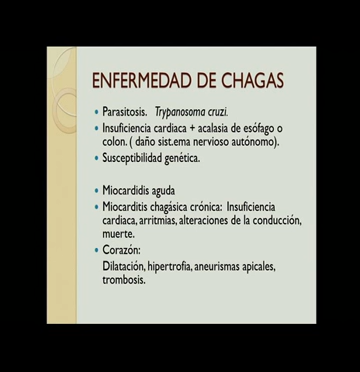 ENFERMEDAD DE CHAGAS
• Parasitosis. Trypanosoma cruzi.
• Insuficiencia cardiaca + acalasia de esófago o
colon. ( daño sist.ema nervioso autónomo).
• Susceptibilidad genética.
• Miocardidis aguda
• Miocarditis chagásica crónica: Insuficiencia
cardiaca, arritmias, alteraciones de la conducción,
muerte.
• Corazón:
Dilatación, hipertrofia, aneurismas apicales,
trombosis.